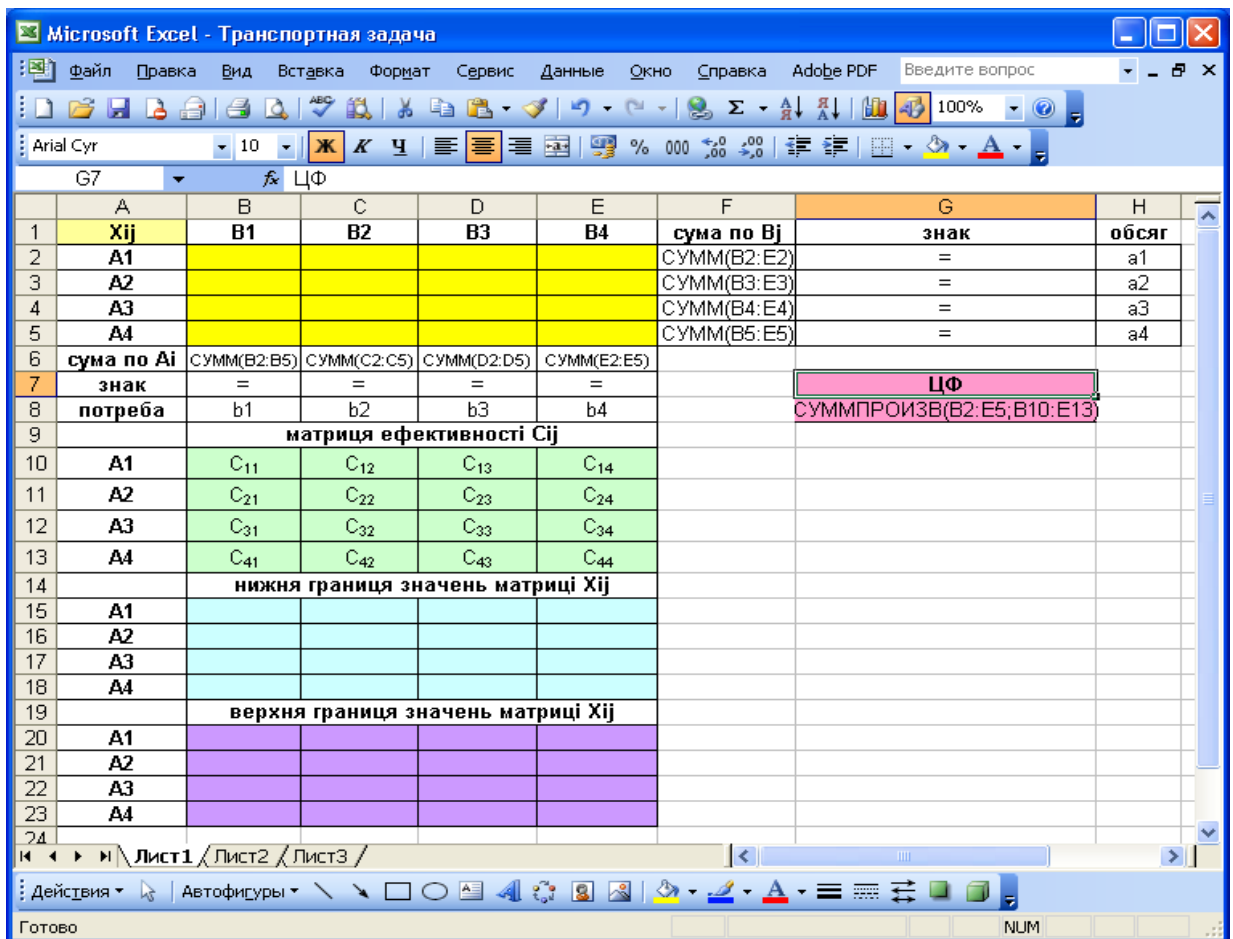 Microsoft Excel - Транспортная задача
Файл Правка Вид Вставка Формат Сервис Данные Окно Справка Adobe PDF Введите вопрос
100%
Arial Cyr 10 Ж К Ч % 000
G7 fx ЦФ
A B C D E F G H
1 Xij B1 B2 B3 B4 сума по Bj знак обсяг
2 A1 СУММ(B2:E2) = a1
3 A2 СУММ(B3:E3) = a2
4 A3 СУММ(B4:E4) = a3
5 A4 СУММ(B5:E5) = a4
6 сума по Ai СУММ(B2:B5) СУММ(C2:C5) СУММ(D2:D5) СУММ(E2:E5)
7 знак = = = = ЦФ
8 потреба b1 b2 b3 b4 СУММПРОИЗВ(B2:E5;B10:E13)
9 матриця ефективності Cij
10 A1 C₁₁ C₁₂ C₁₃ C₁₄
11 A2 C₂₁ C₂₂ C₂₃ C₂₄
12 A3 C₃₁ C₃₂ C₃₃ C₃₄
13 A4 C₄₁ C₄₂ C₄₃ C₄₄
14 нижня границя значень матриці Xij
15 A1
16 A2
17 A3
18 A4
19 верхня границя значень матриці Xij
20 A1
21 A2
22 A3
23 A4
24
Лист1 Лист2 Лист3
Действия Автофигуры
Готово NUM